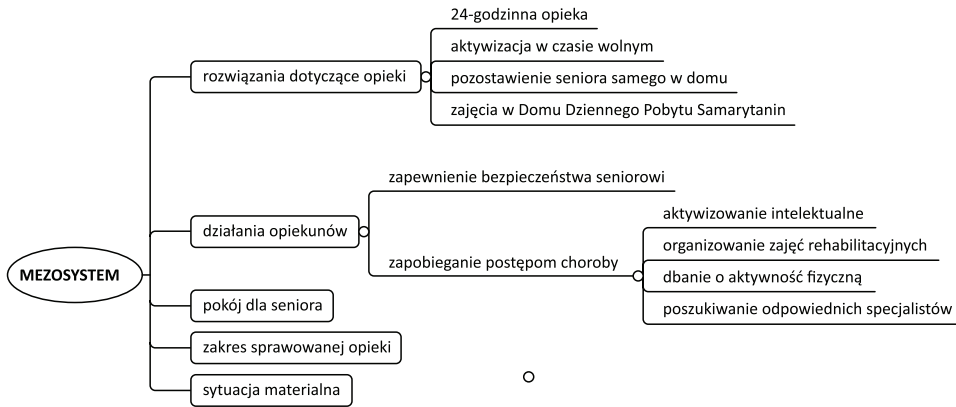 MEZOSYSTEM
rozwiązania dotyczące opieki
24-godzinna opieka
aktywizacja w czasie wolnym
pozostawienie seniora samego w domu
zajęcia w Domu Dziennego Pobytu Samarytanin
działania opiekunów
zapewnienie bezpieczeństwa seniorowi
zapobieganie postępom choroby
aktywizowanie intelektualne
organizowanie zajęć rehabilitacyjnych
dbanie o aktywność fizyczną
poszukiwanie odpowiednich specjalistów
pokój dla seniora
zakres sprawowanej opieki
sytuacja materialna